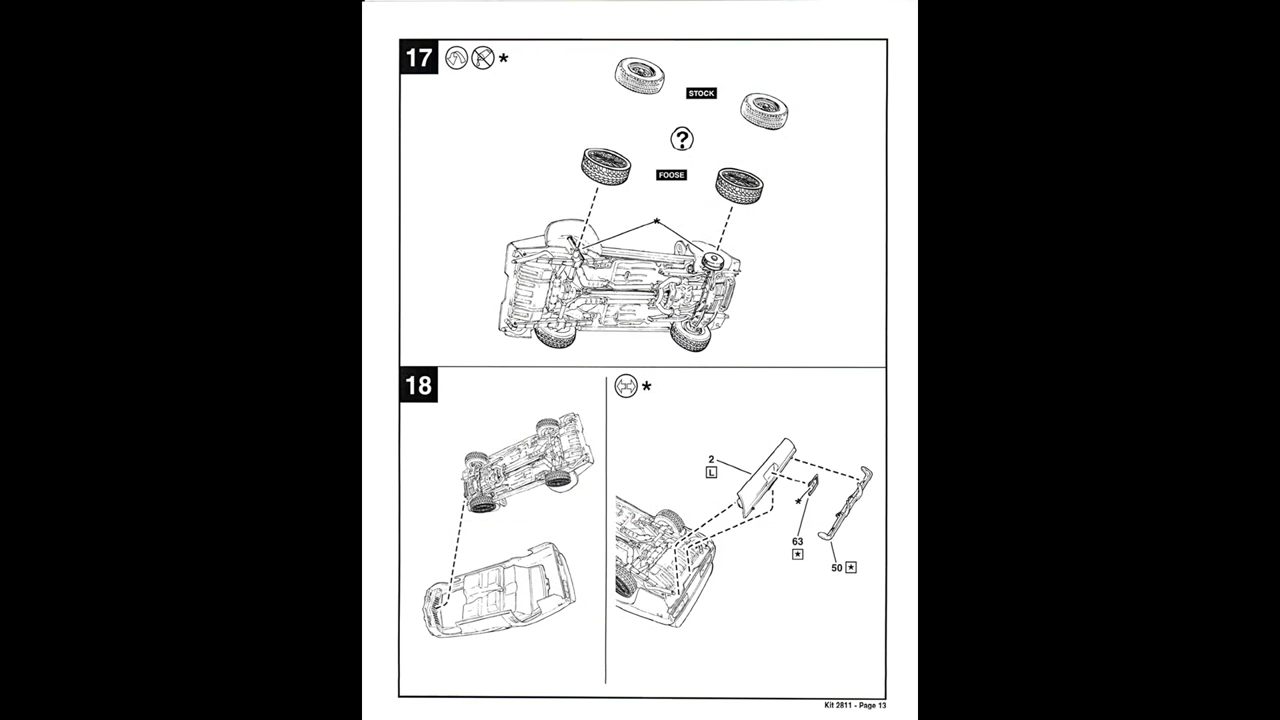 17 *
STOCK
?
FOOSE
*
18
*
2
L
*
63
*
50 *
Kit 2811 - Page 13